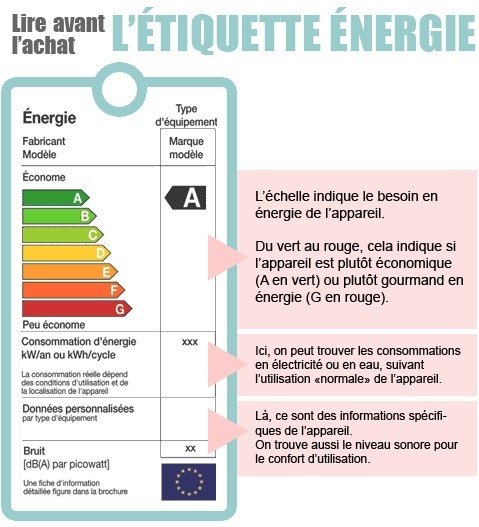 Lire avant
l'achat
L'ÉTIQUETTE ÉNERGIE
Énergie
Type
d'équipement
Fabricant
Modèle
Marque
modèle
Économe
A
B
C
D
E
F
G
A
Peu économe
Consommation d'énergie
kW/an ou kWh/cycle
xxx
La consommation réelle dépend
des conditions d'utilisation et de
la localisation de l'appareil
Données personnalisées
par type d'équipement
Bruit
[dB(A) par picowatt]
xx
Une fiche d'information
détaillée figure dans la brochure
L'échelle indique le besoin en
énergie de l'appareil.
Du vert au rouge, cela indique si
l'appareil est plutôt économique
(A en vert) ou plutôt gourmand en
énergie (G en rouge).
Ici, on peut trouver les consommations
en électricité ou en eau, suivant
l'utilisation «normale» de l'appareil.
Là, ce sont des informations spécifi-
ques de l'appareil.
On trouve aussi le niveau sonore pour
le confort d'utilisation.